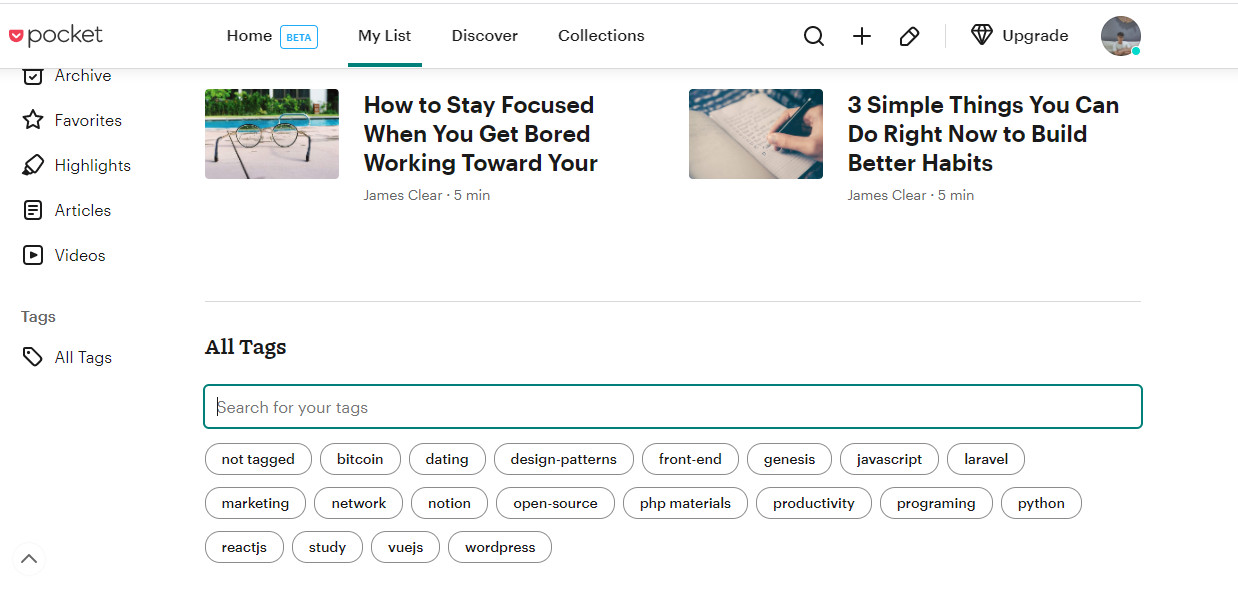 pocket
Home BETA My List Discover Collections Upgrade
Archive
Favorites
Highlights
Articles
Videos
Tags
All Tags
How to Stay Focused
When You Get Bored
Working Toward Your
James Clear · 5 min
3 Simple Things You Can
Do Right Now to Build
Better Habits
James Clear · 5 min
All Tags
Search for your tags
not tagged bitcoin dating design-patterns front-end genesis javascript laravel
marketing network notion open-source php materials productivity programing python
reactjs study vuejs wordpress